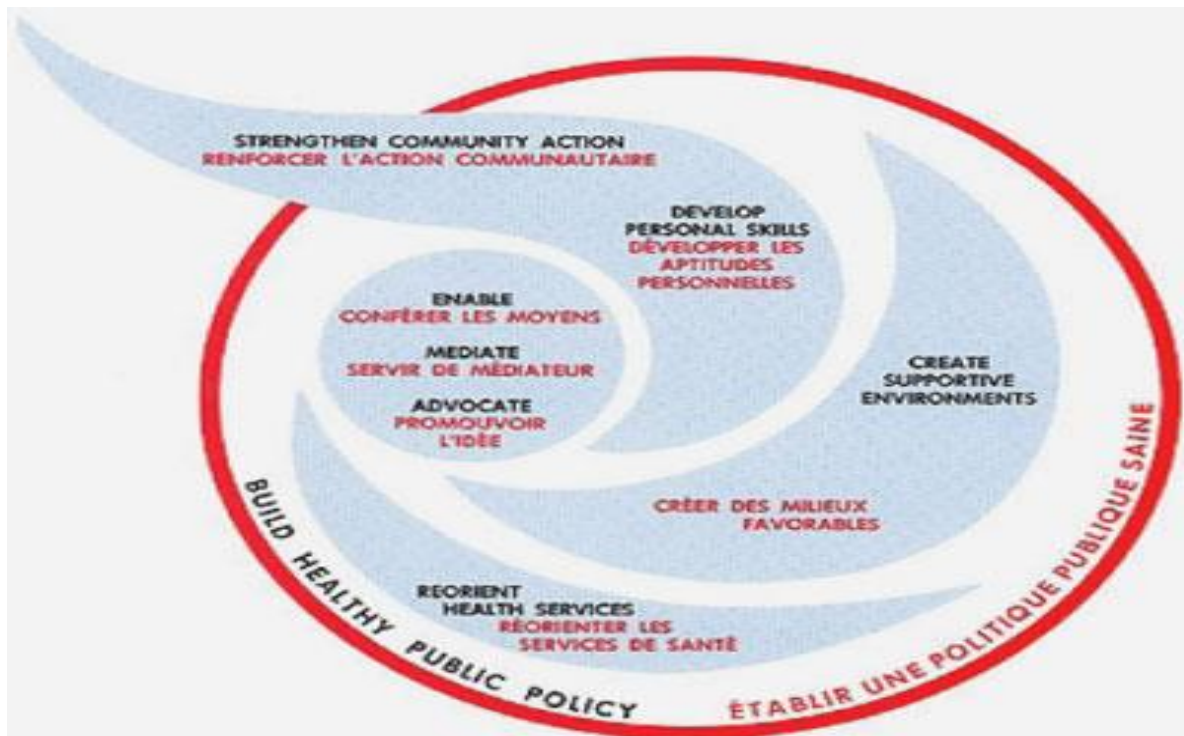 STRENGTHEN COMMUNITY ACTION
RENFORCER L'ACTION COMMUNAUTAIRE
DEVELOP
PERSONAL SKILLS
DÉVELOPPER LES
APTITUDES
PERSONNELLES
ENABLE
CONFÉRER LES MOYENS
MEDIATE
SERVIR DE MÉDIATEUR
ADVOCATE
PROMOUVOIR
L'IDÈE
CREATE
SUPPORTIVE
ENVIRONMENTS
CRÉER DES MILIEUX
FAVORABLES
REORIENT
HEALTH SERVICES
RÉORIENTER LES
SERVICES DE SANTÈ
BUILD HEALTHY PUBLIC POLICY
ÉTABLIR UNE POLITIQUE PUBLIQUE SAINE